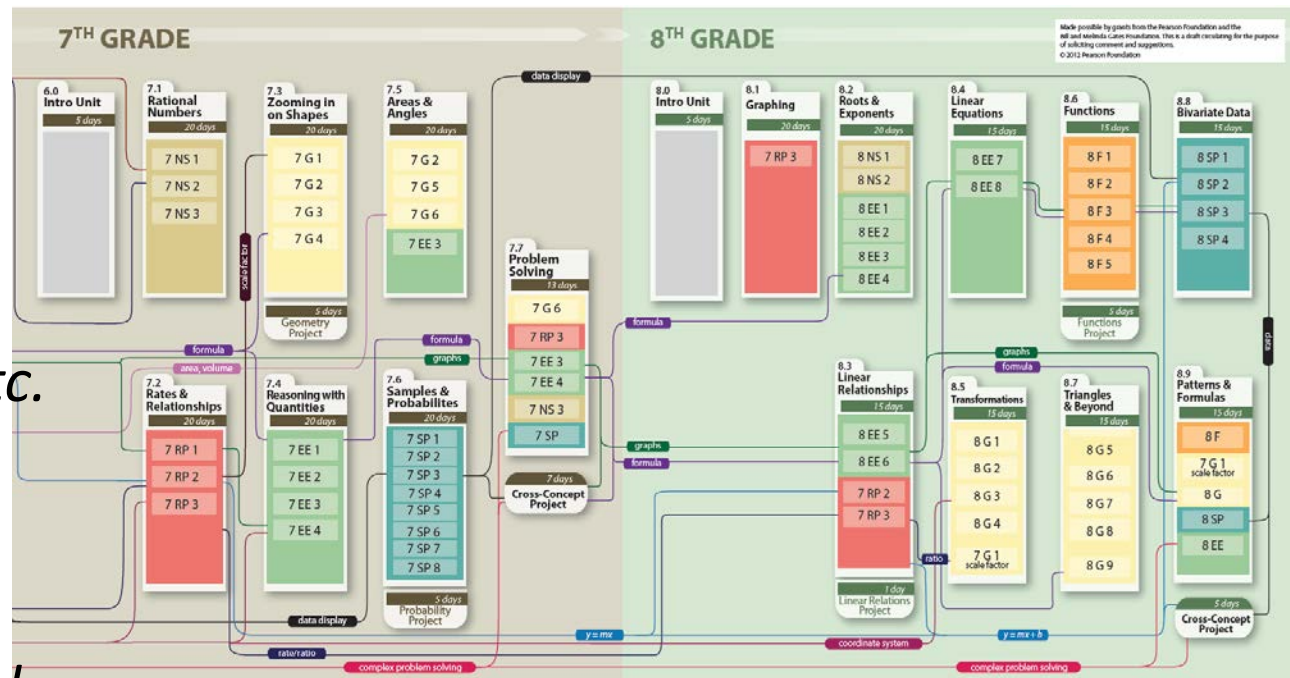 7TH GRADE
8TH GRADE
Made possible by grants from the Pearson Foundation and the
Bill and Melinda Gates Foundation. This is a draft circulating for the purpose
of soliciting comment and suggestions.
© 2012 Pearson Foundation
data display
6.0
Intro Unit
5 days
7.1
Rational
Numbers
20 days
7 NS 1
7 NS 2
7 NS 3
7.3
Zooming in
on Shapes
20 days
7 G 1
7 G 2
7 G 3
7 G 4
5 days
Geometry
Project
7.5
Areas &
Angles
20 days
7 G 2
7 G 5
7 G 6
7 EE 3
scale factor
7.7
Problem
Solving
13 days
7 G 6
7 RP 3
7 EE 3
7 EE 4
7 NS 3
7 SP
7 days
Cross-Concept
Project
formula
area, volume
formula
graphs
tc.
7.2
Rates &
Relationships
20 days
7 RP 1
7 RP 2
7 RP 3
7.4
Reasoning with
Quantities
20 days
7 EE 1
7 EE 2
7 EE 3
7 EE 4
7.6
Samples &
Probabilites
20 days
7 SP 1
7 SP 2
7 SP 3
7 SP 4
7 SP 5
7 SP 6
7 SP 7
7 SP 8
5 days
Probability
Project
data display
rate/ratio
complex problem solving
y = mx
8.0
Intro Unit
5 days
8.1
Graphing
20 days
7 RP 3
8.2
Roots &
Exponents
20 days
8 NS 1
8 NS 2
8 EE 1
8 EE 2
8 EE 3
8 EE 4
8.4
Linear
Equations
15 days
8 EE 7
8 EE 8
8.6
Functions
15 days
8 F 1
8 F 2
8 F 3
8 F 4
8 F 5
5 days
Functions
Project
8.8
Bivariate Data
15 days
8 SP 1
8 SP 2
8 SP 3
8 SP 4
formula
graphs
formula
data
graphs
formula
8.3
Linear
Relationships
15 days
8 EE 5
8 EE 6
7 RP 2
7 RP 3
1 day
Linear Relations
Project
ratio
8.5
Transformations
15 days
8 G 1
8 G 2
8 G 3
8 G 4
7 G 1
scale factor
8.7
Triangles
& Beyond
15 days
8 G 5
8 G 6
8 G 7
8 G 8
8 G 9
8.9
Patterns &
Formulas
15 days
8 F
7 G 1
scale factor
8 G
8 SP
8 EE
5 days
Cross-Concept
Project
coordinate system
y = mx + b
complex problem solving